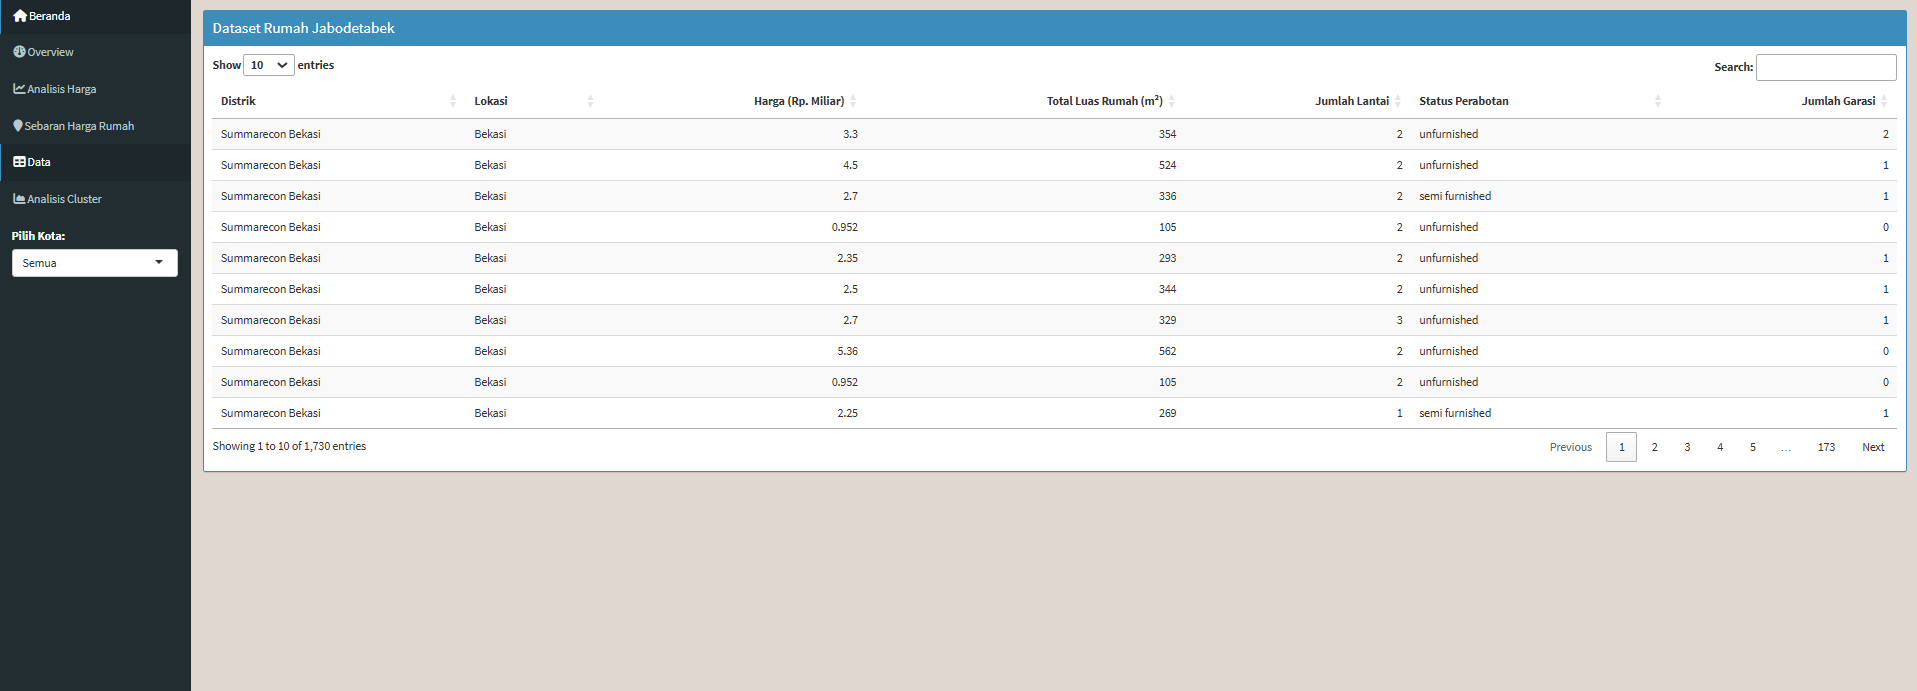 Beranda
Overview
Analisis Harga
Sebaran Harga Rumah
Data
Analisis Cluster
Pilih Kota:
Semua
Dataset Rumah Jabodetabek
Show 10 entries
Search:
Distrik Lokasi Harga (Rp. Miliar) Total Luas Rumah (m²) Jumlah Lantai Status Perabotan Jumlah Garasi
Summarecon Bekasi Bekasi 3.3 354 2 unfurnished 2
Summarecon Bekasi Bekasi 4.5 524 2 unfurnished 1
Summarecon Bekasi Bekasi 2.7 336 2 semi furnished 1
Summarecon Bekasi Bekasi 0.952 105 2 unfurnished 0
Summarecon Bekasi Bekasi 2.35 293 2 unfurnished 1
Summarecon Bekasi Bekasi 2.5 344 2 unfurnished 1
Summarecon Bekasi Bekasi 2.7 329 3 unfurnished 1
Summarecon Bekasi Bekasi 5.36 562 2 unfurnished 0
Summarecon Bekasi Bekasi 0.952 105 2 unfurnished 0
Summarecon Bekasi Bekasi 2.25 269 1 semi furnished 1
Showing 1 to 10 of 1,730 entries
Previous 1 2 3 4 5 … 173 Next